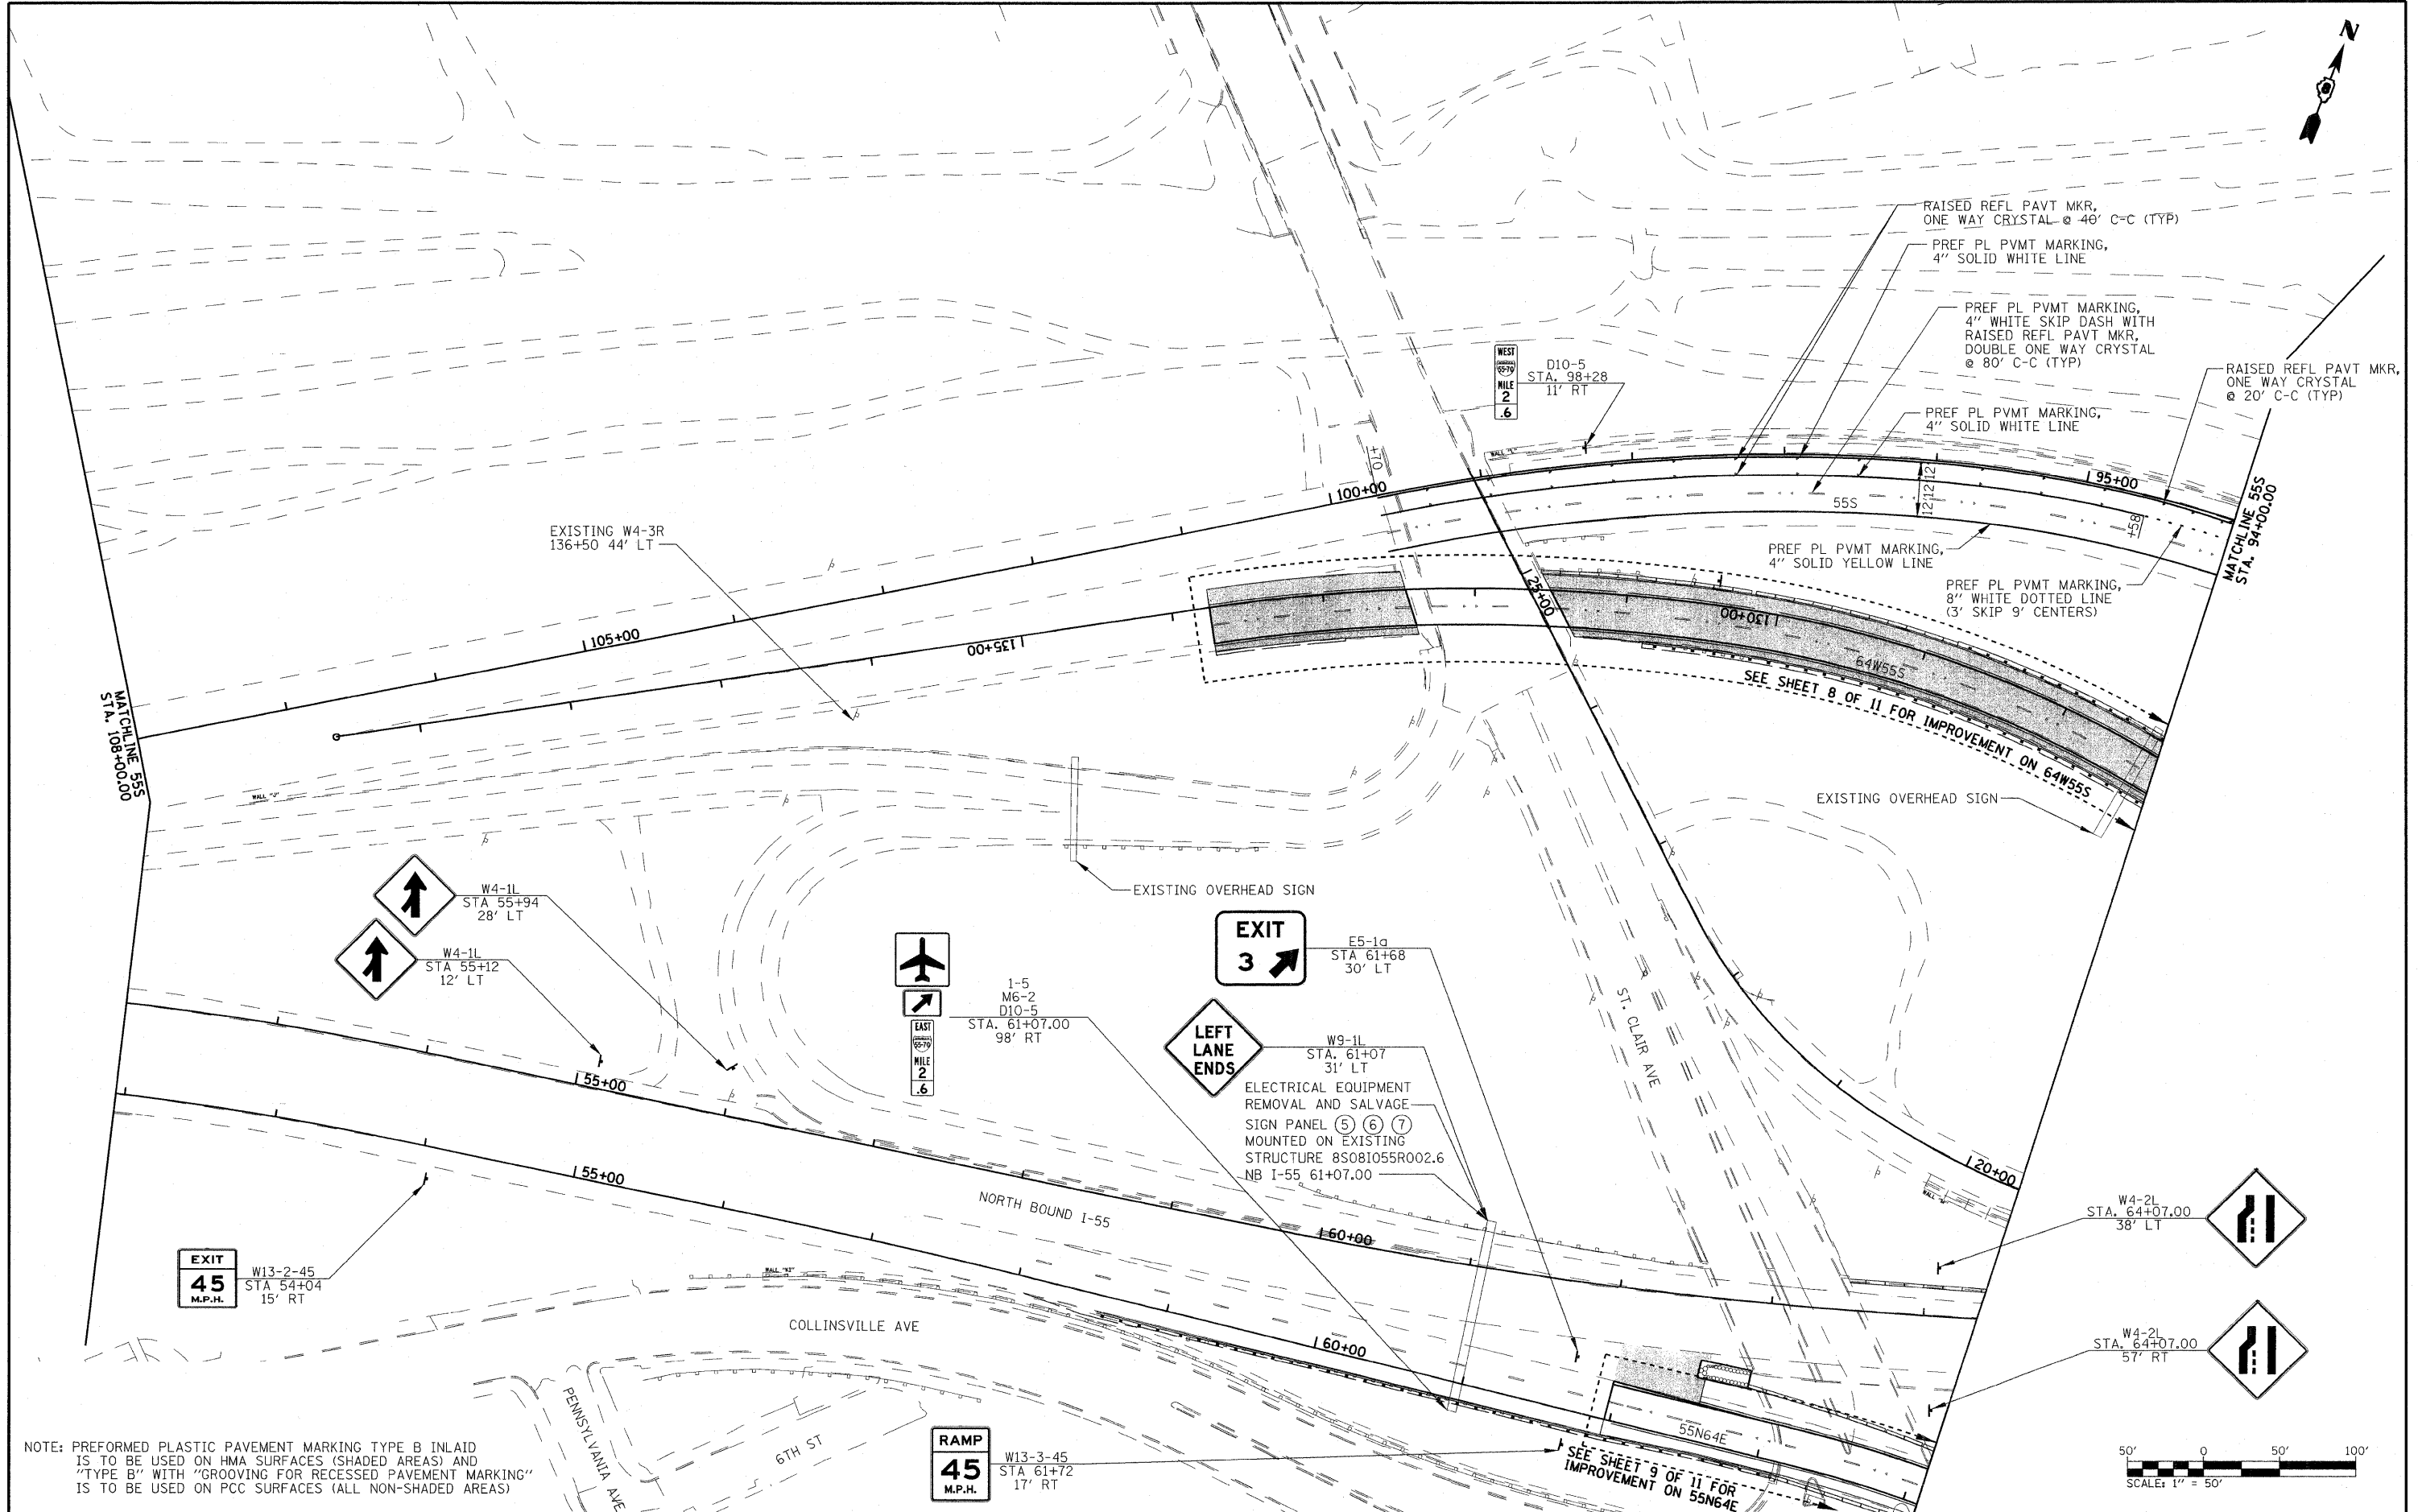 N
8
RAISED REFL PAVT MKR,
ONE WAY CRYSTAL @ 40' C-C (TYP)
PREF PL PVMT MARKING,
4" SOLID WHITE LINE
PREF PL PVMT MARKING,
4" WHITE SKIP DASH WITH
RAISED REFL PAVT MKR,
DOUBLE ONE WAY CRYSTAL
@ 80' C-C (TYP)
RAISED REFL PAVT MKR,
ONE WAY CRYSTAL
@ 20' C-C (TYP)
PREF PL PVMT MARKING,
4" SOLID WHITE LINE
WEST
55-70
MILE
2
.6
D10-5
STA. 98+28
11' RT
WALL "L"
+70
100+00
95+00
12'12'12'
55S
+58
MATCHLINE 55S
STA. 94+00.00
PREF PL PVMT MARKING,
4" SOLID YELLOW LINE
PREF PL PVMT MARKING,
8" WHITE DOTTED LINE
(3' SKIP 9' CENTERS)
EXISTING W4-3R
136+50 44' LT
105+00
135+00
25+00
130+00
64W55S
SEE SHEET 8 OF 11 FOR IMPROVEMENT ON 64W55S
MATCHLINE 55S
STA. 108+00.00
WALL "J"
EXISTING OVERHEAD SIGN
EXISTING OVERHEAD SIGN
W4-1L
STA 55+94
28' LT
W4-1L
STA 55+12
12' LT
1-5
M6-2
D10-5
STA. 61+07.00
98' RT
EAST
55-70
MILE
2
.6
EXIT
3
E5-1a
STA 61+68
30' LT
LEFT
LANE
ENDS
W9-1L
STA. 61+07
31' LT
ELECTRICAL EQUIPMENT
REMOVAL AND SALVAGE
SIGN PANEL 5 6 7
MOUNTED ON EXISTING
STRUCTURE 8S08I055R002.6
NB I-55 61+07.00
ST. CLAIR AVE
20+00
55+00
55+00
NORTH BOUND I-55
60+00
60+00
W4-2L
STA. 64+07.00
38' LT
W4-2L
STA. 64+07.00
57' RT
EXIT
45
M.P.H.
W13-2-45
STA 54+04
15' RT
COLLINSVILLE AVE
PENNSYLVANIA AVE
6TH ST
RAMP
45
M.P.H.
W13-3-45
STA 61+72
17' RT
55N64E
SEE SHEET 9 OF 11 FOR
IMPROVEMENT ON 55N64E
NOTE: PREFORMED PLASTIC PAVEMENT MARKING TYPE B INLAID
IS TO BE USED ON HMA SURFACES (SHADED AREAS) AND
"TYPE B" WITH "GROOVING FOR RECESSED PAVEMENT MARKING"
IS TO BE USED ON PCC SURFACES (ALL NON-SHADED AREAS)
50' 0 50' 100'
SCALE: 1" = 50'